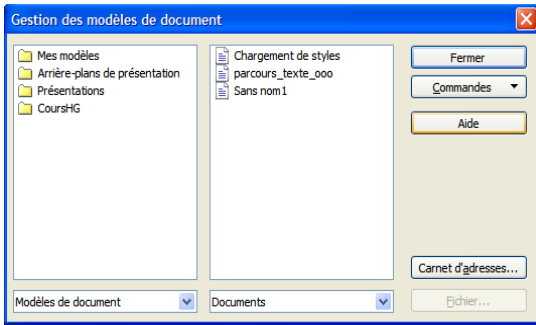 Gestion des modèles de document
Mes modèles
Arrière-plans de présentation
Présentations
CoursHG
Chargement de styles
parcours_texte_ooo
Sans nom1
Fermer
Commandes
Aide
Carnet d'adresses...
Modèles de document
Documents
Fichier...